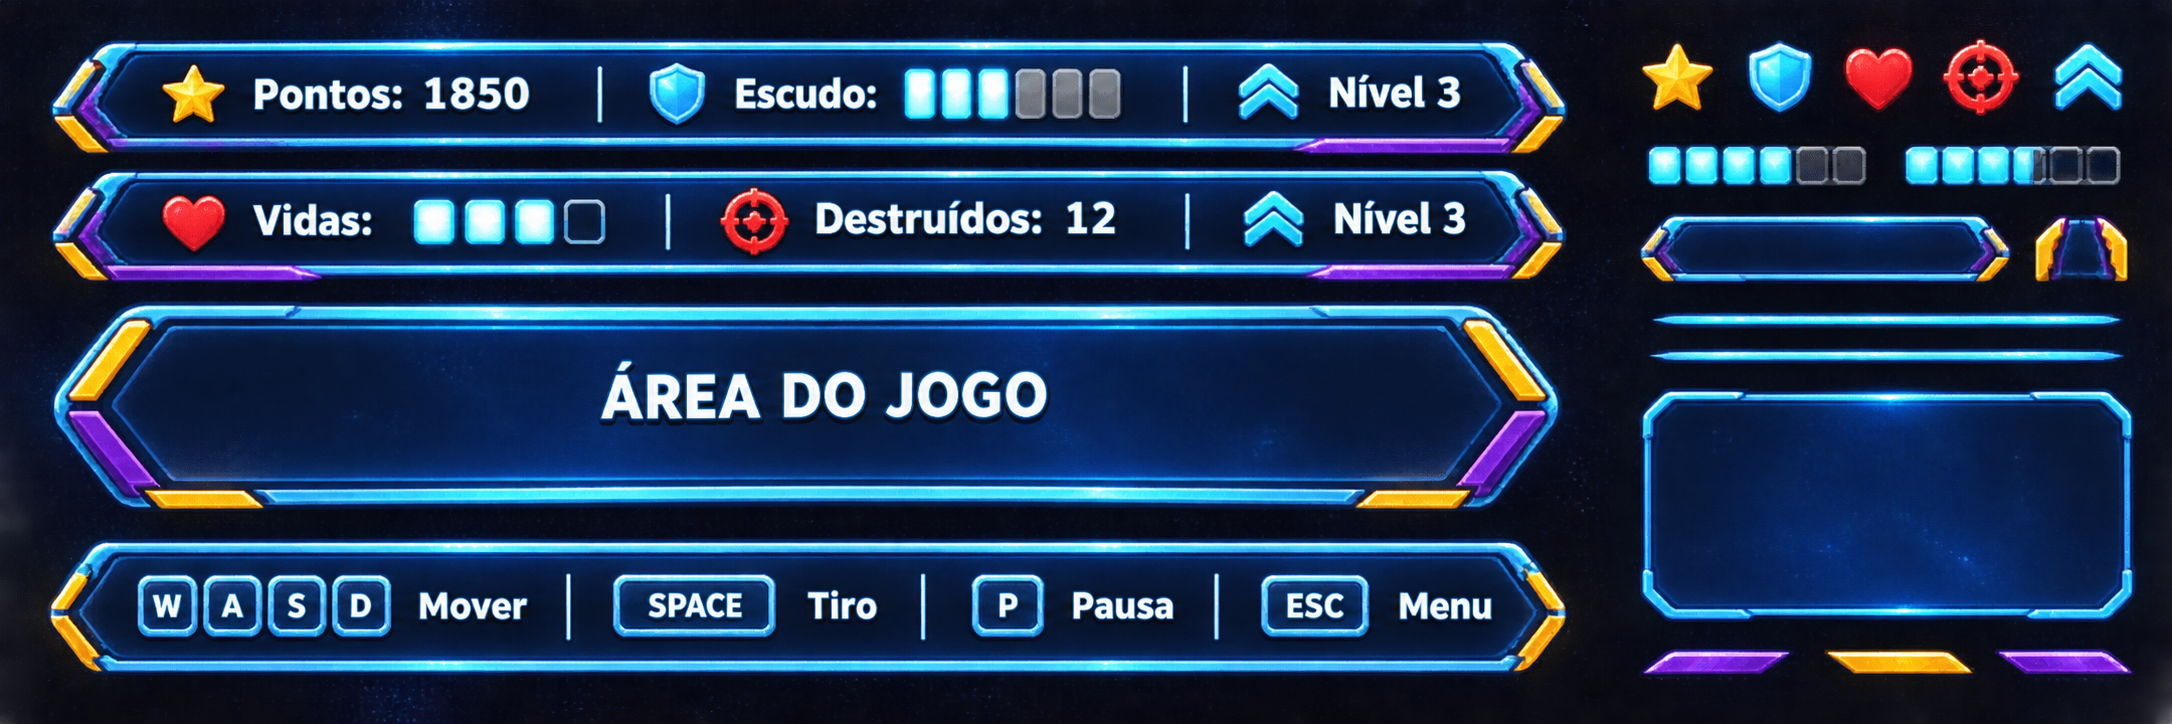 Pontos: 1850 Escudo: Nível 3
Vidas: Destruídos: 12 Nível 3
ÁREA DO JOGO
W A S D Mover SPACE Tiro P Pausa ESC Menu